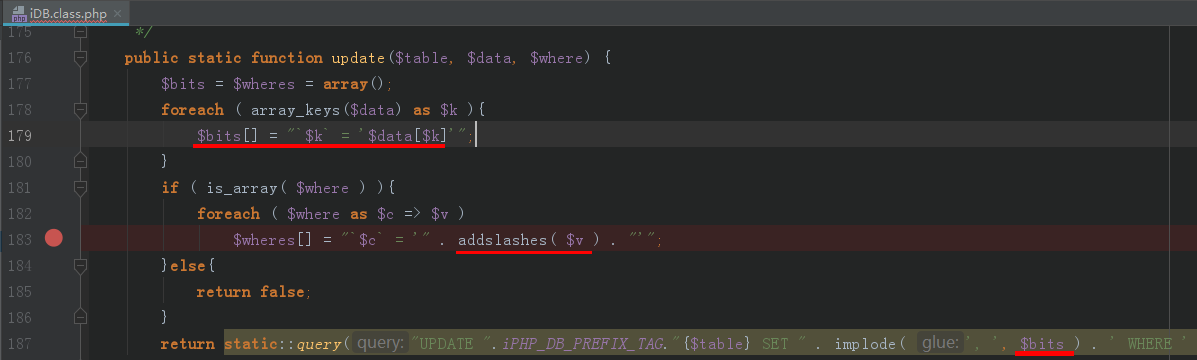 iDB.class.php ×
175 */
176 public static function update($table, $data, $where) {
177 $bits = $wheres = array();
178 foreach ( array_keys($data) as $k ){
179 $bits[] = "`$k` = '$data[$k]'";
180 }
181 if ( is_array( $where ) ){
182 foreach ( $where as $c => $v )
183 $wheres[] = "`$c` = '" . addslashes( $v ) . "'";
184 }else{
185 return false;
186 }
187 return static::query( query: "UPDATE ".iPHP_DB_PREFIX_TAG."{$table} SET " . implode( glue: ', ', $bits ) . ' WHERE '